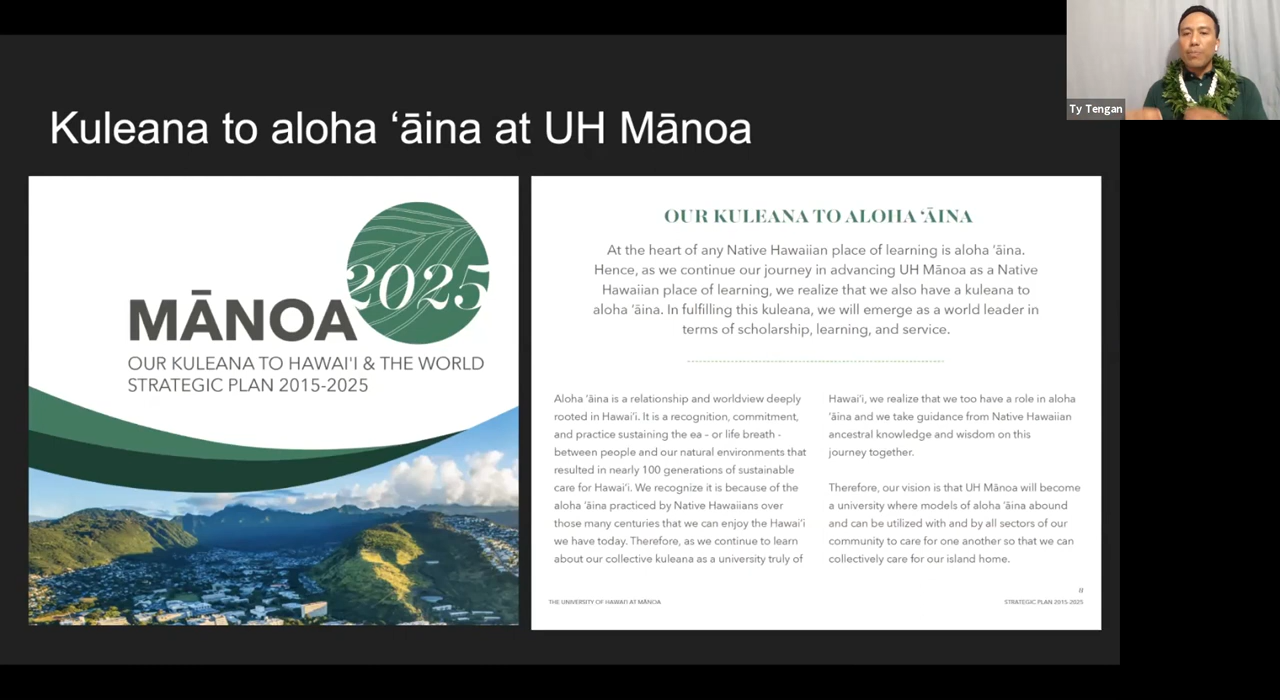 Ty Tengan
Kuleana to aloha ʻāina at UH Mānoa
2025
MĀNOA
OUR KULEANA TO HAWAI'I & THE WORLD
STRATEGIC PLAN 2015-2025
OUR KULEANA TO ALOHA ʻĀINA
At the heart of any Native Hawaiian place of learning is aloha ʻāina.
Hence, as we continue our journey in advancing UH Mānoa as a Native
Hawaiian place of learning, we realize that we also have a kuleana to
aloha ʻāina. In fulfilling this kuleana, we will emerge as a world leader in
terms of scholarship, learning, and service.
Aloha ʻāina is a relationship and worldview deeply
rooted in Hawaiʻi. It is a recognition, commitment,
and practice sustaining the ea – or life breath -
between people and our natural environments that
resulted in nearly 100 generations of sustainable
care for Hawaiʻi. We recognize it is because of the
aloha ʻāina practiced by Native Hawaiians over
those many centuries that we can enjoy the Hawaiʻi
we have today. Therefore, as we continue to learn
about our collective kuleana as a university truly of
Hawaiʻi, we realize that we too have a role in aloha
ʻāina and we take guidance from Native Hawaiian
ancestral knowledge and wisdom on this
journey together.
Therefore, our vision is that UH Mānoa will become
a university where models of aloha ʻāina abound
and can be utilized with and by all sectors of our
community to care for one another so that we can
collectively care for our island home.
THE UNIVERSITY OF HAWAIʻI AT MĀNOA
STRATEGIC PLAN 2015-2025